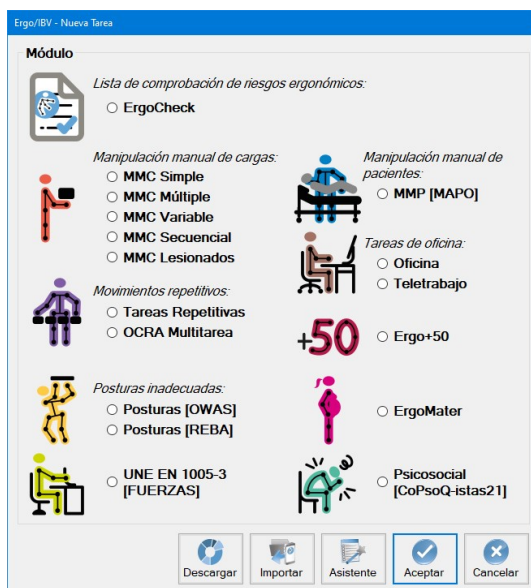 Ergo/IBV - Nueva Tarea
Módulo
Lista de comprobación de riesgos ergonómicos:
ErgoCheck
Manipulación manual de cargas:
MMC Simple
MMC Múltiple
MMC Variable
MMC Secuencial
MMC Lesionados
Manipulación manual de
pacientes:
MMP [MAPO]
Tareas de oficina:
Oficina
Teletrabajo
Movimientos repetitivos:
Tareas Repetitivas
OCRA Multitarea
+50
Ergo+50
Posturas inadecuadas:
Posturas [OWAS]
Posturas [REBA]
ErgoMater
UNE EN 1005-3
[FUERZAS]
Psicosocial
[CoPsoQ-istas21]
Descargar
Importar
Asistente
Aceptar
Cancelar